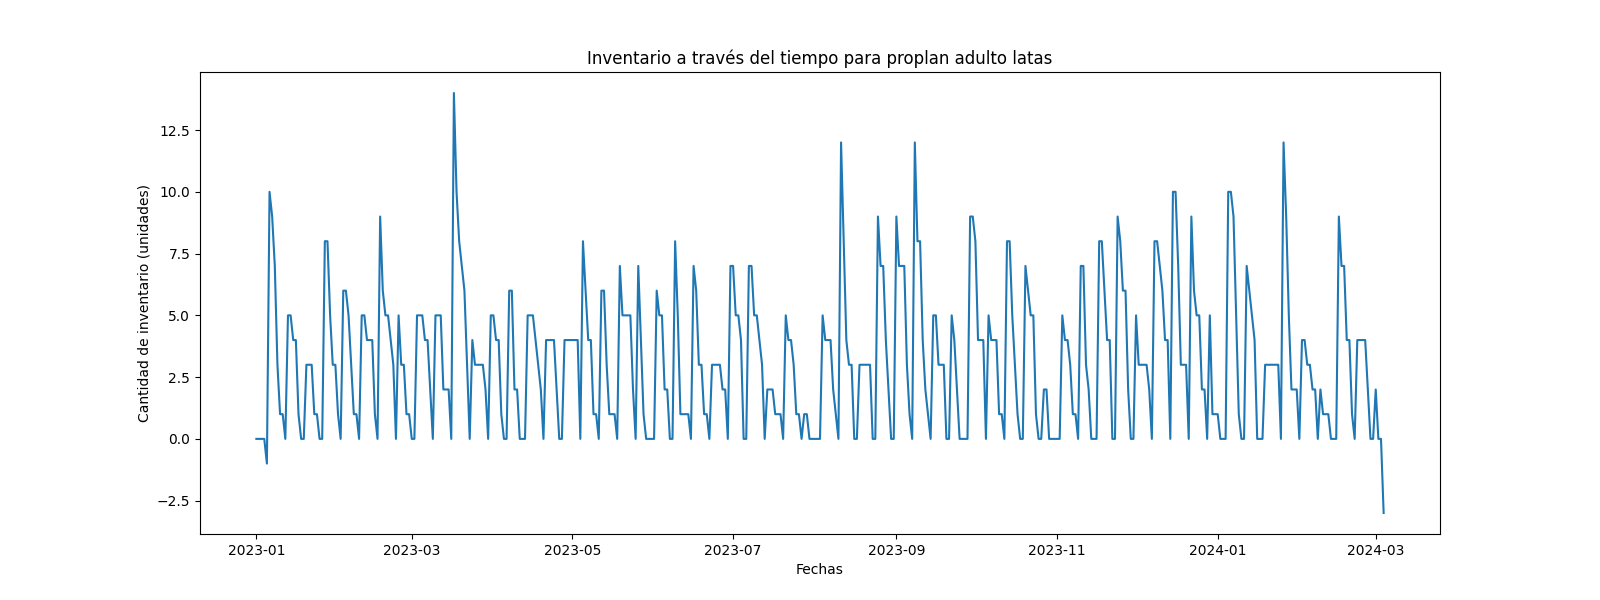 Inventario a través del tiempo para proplan adulto latas
Cantidad de inventario (unidades)
12.5
10.0
7.5
5.0
2.5
0.0
−2.5
2023-01 2023-03 2023-05 2023-07 2023-09 2023-11 2024-01 2024-03
Fechas